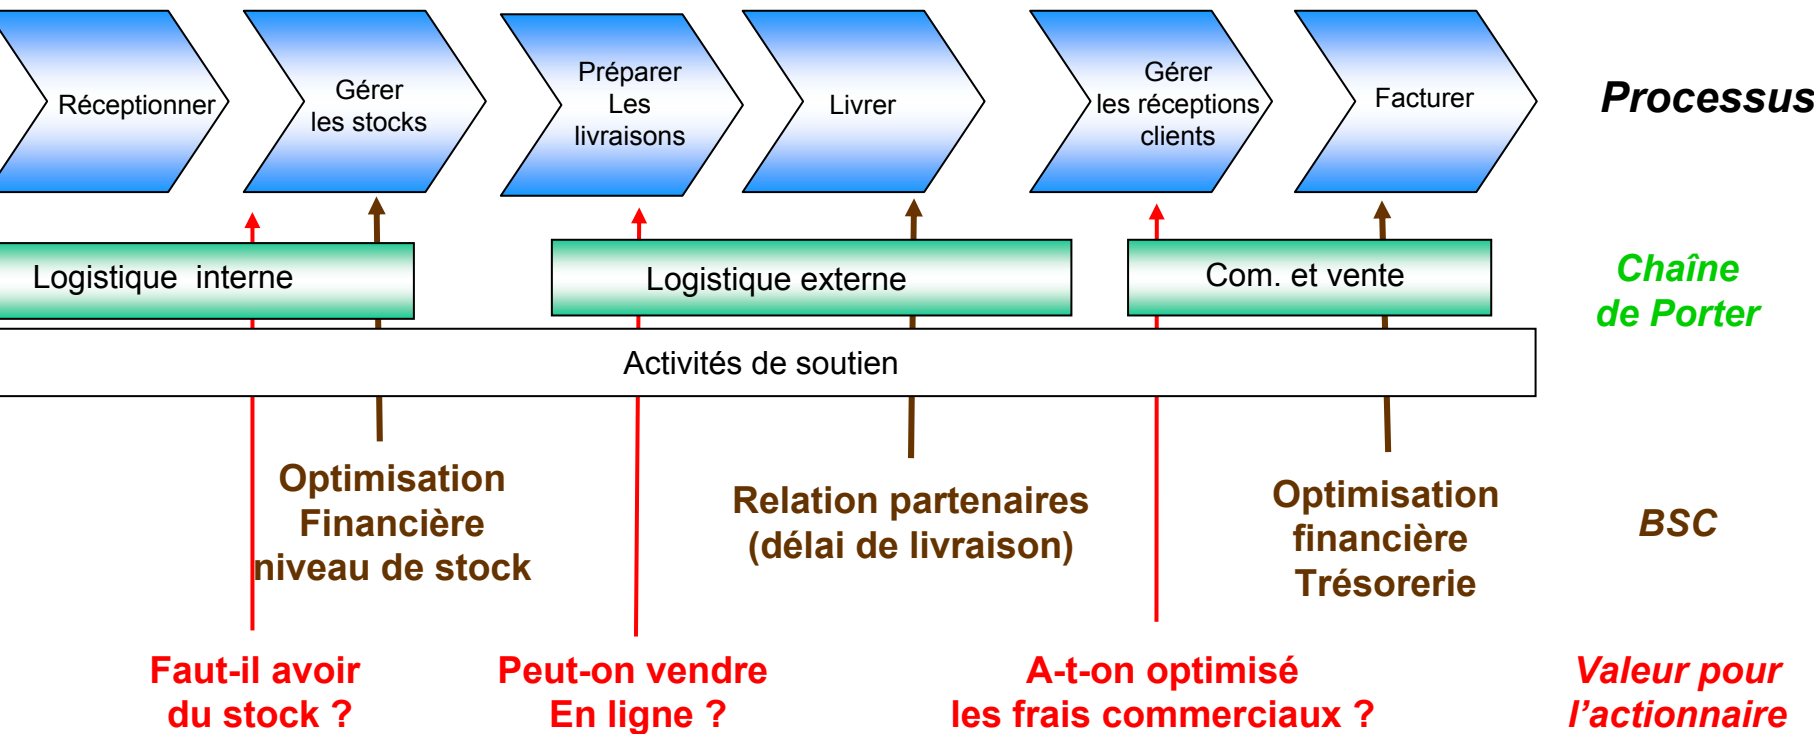 Réceptionner
Gérer
les stocks
Préparer
Les
livraisons
Livrer
Gérer
les réceptions
clients
Facturer
Processus
Logistique interne
Logistique externe
Com. et vente
Chaîne
de Porter
Activités de soutien
Optimisation
Financière
niveau de stock
Relation partenaires
(délai de livraison)
Optimisation
financière
Trésorerie
BSC
Faut-il avoir
du stock ?
Peut-on vendre
En ligne ?
A-t-on optimisé
les frais commerciaux ?
Valeur pour
l'actionnaire